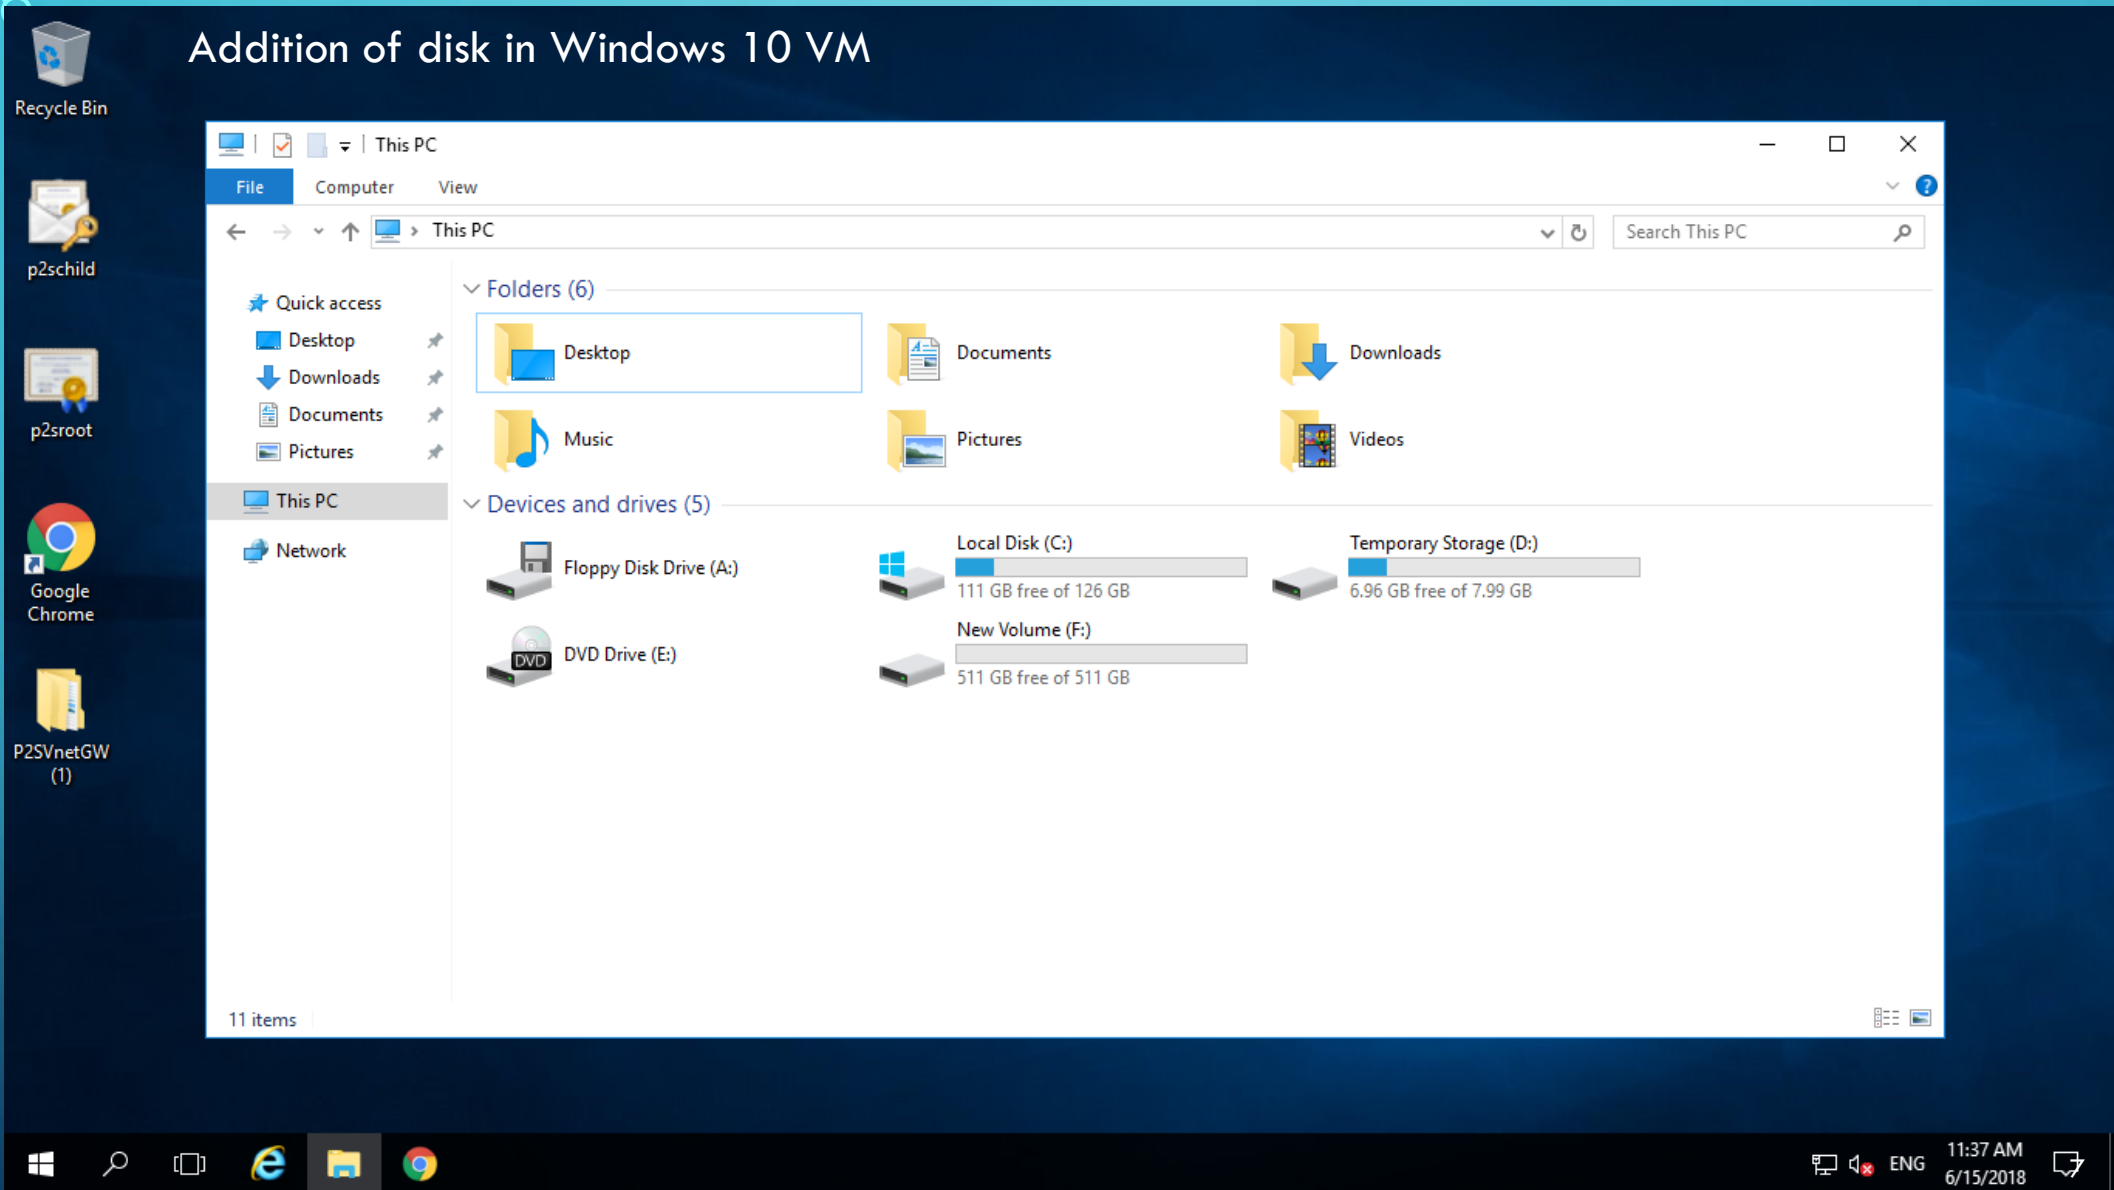 Addition of disk in Windows 10 VM
Recycle Bin
p2schild
p2sroot
Google
Chrome
P2SVnetGW
(1)
This PC
File Computer View
This PC
Search This PC
Quick access
Desktop
Downloads
Documents
Pictures
This PC
Network
Folders (6)
Desktop
Documents
Downloads
Music
Pictures
Videos
Devices and drives (5)
Floppy Disk Drive (A:)
Local Disk (C:)
111 GB free of 126 GB
Temporary Storage (D:)
6.96 GB free of 7.99 GB
DVD
DVD Drive (E:)
New Volume (F:)
511 GB free of 511 GB
11 items
ENG
11:37 AM
6/15/2018